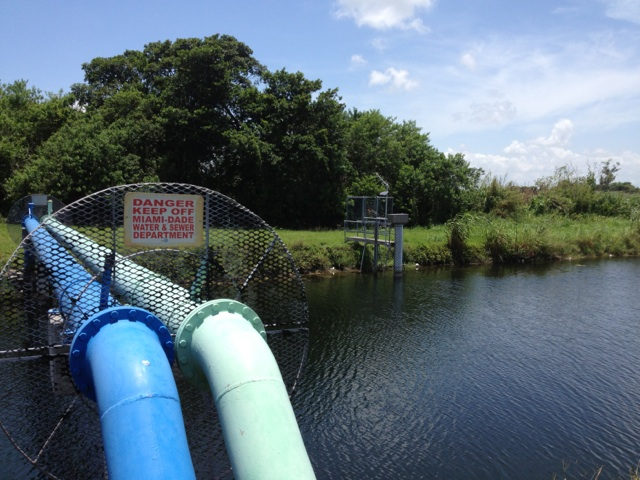 DANGER
KEEP OFF
MIAMI-DADE
WATER & SEWER
DEPARTMENT